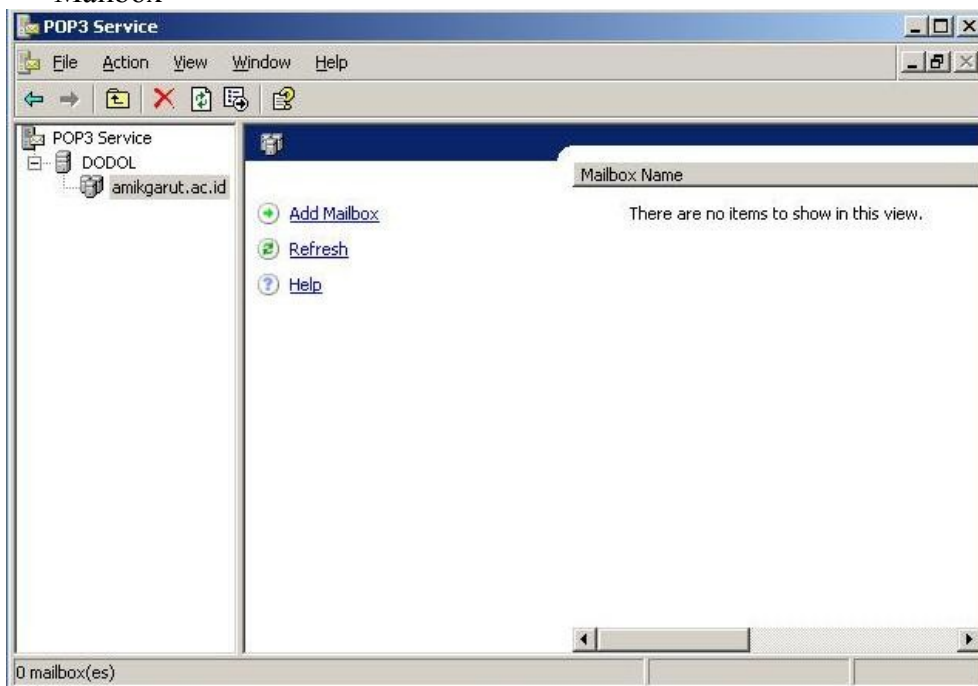 Mailbox
POP3 Service
File Action View Window Help
POP3 Service
DODOL
amikgarut.ac.id
Mailbox Name
Add Mailbox
There are no items to show in this view.
Refresh
Help
0 mailbox(es)